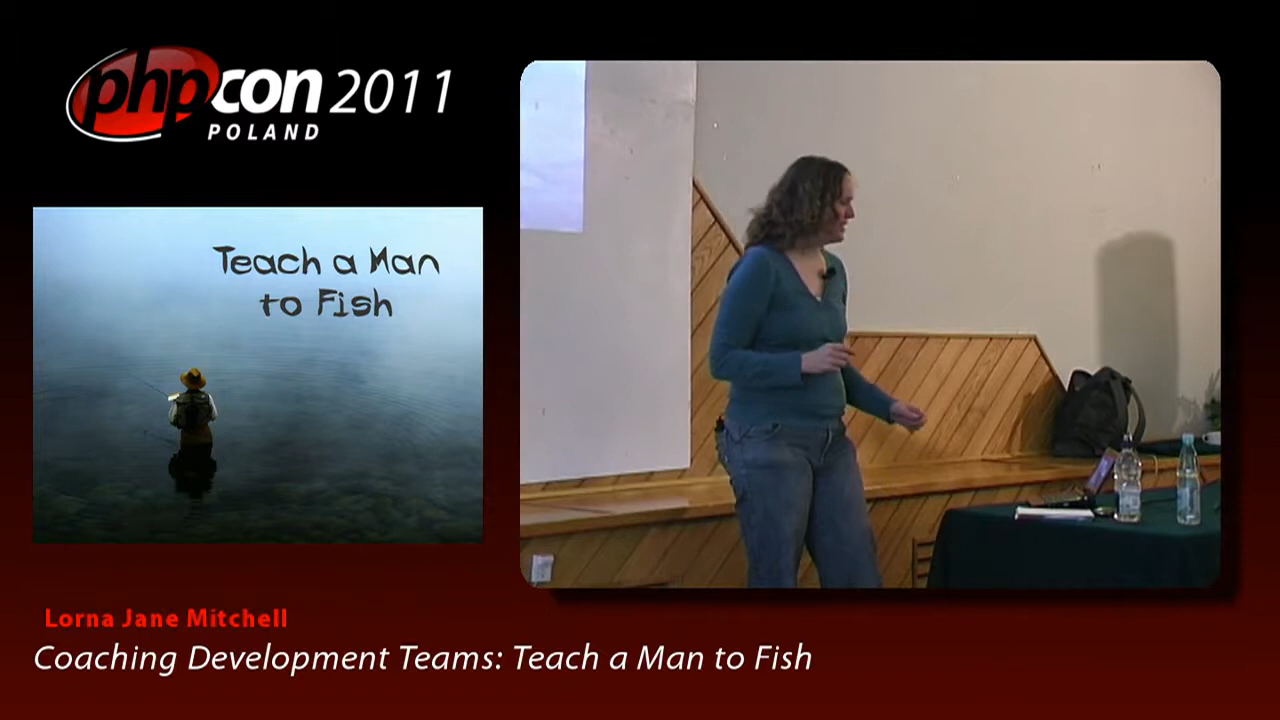 phpcon 2011
POLAND
Teach a Man
to Fish
Lorna Jane Mitchell
Coaching Development Teams: Teach a Man to Fish